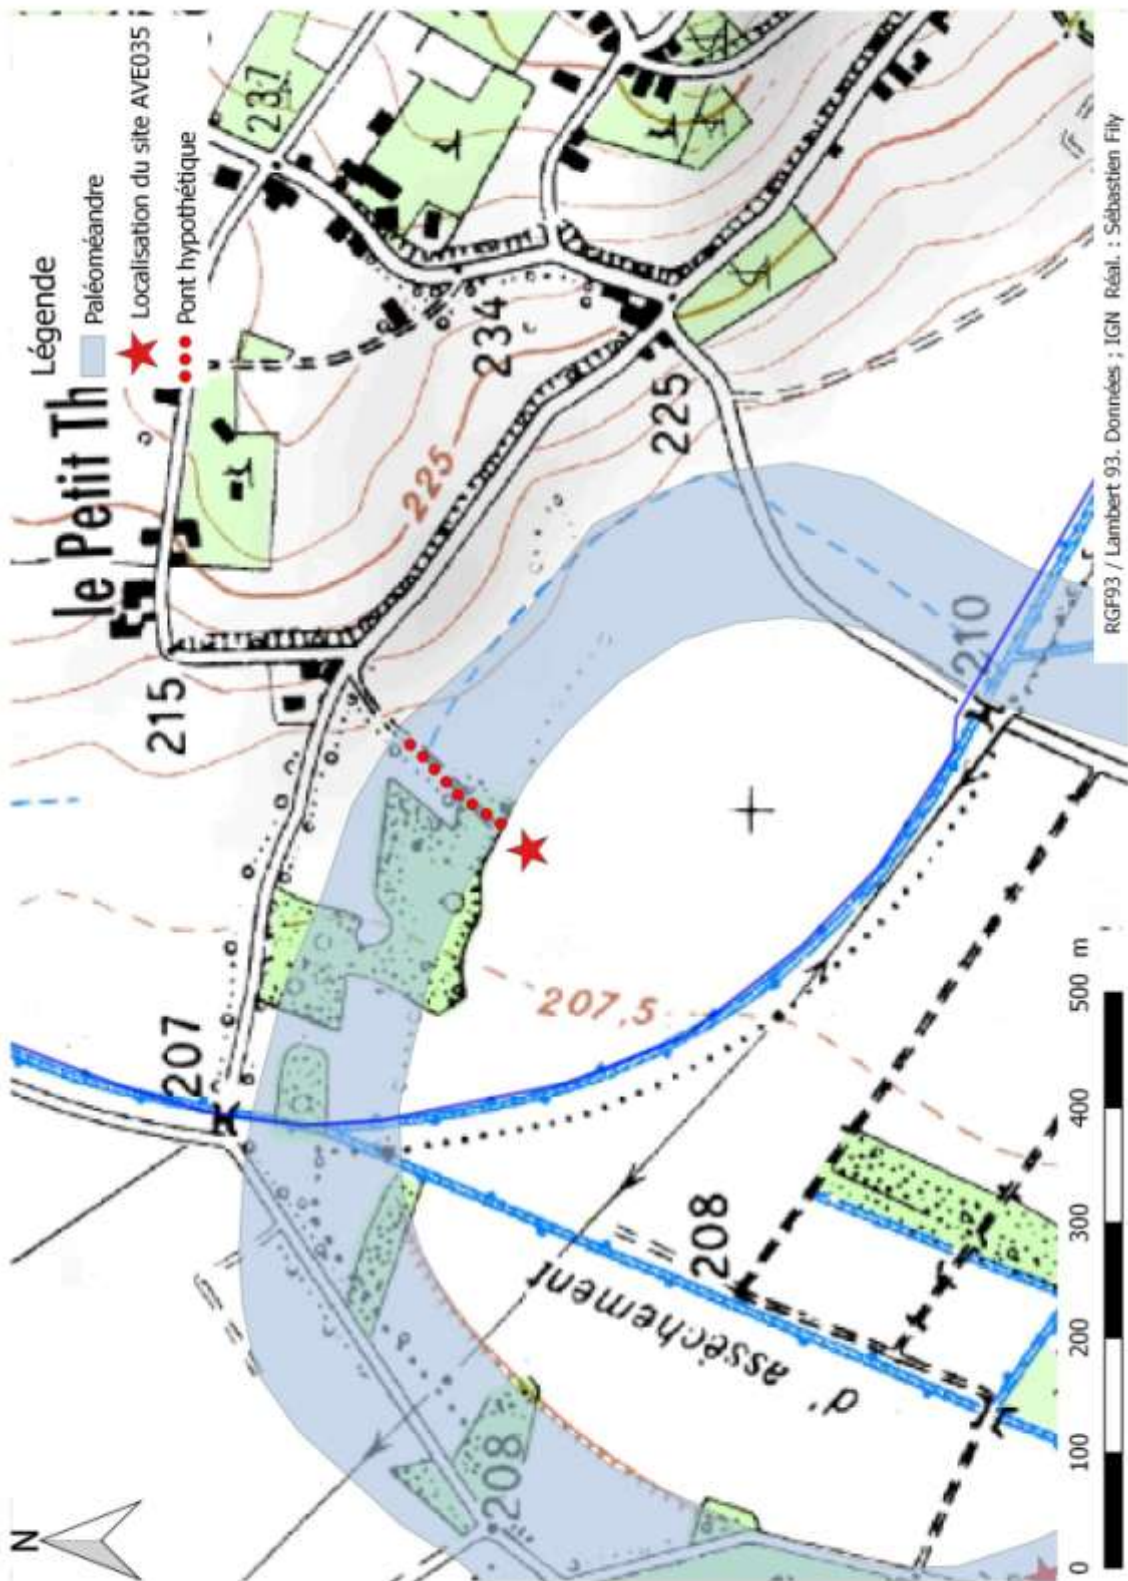 Légende
Paléoméandre
Localisation du site AVE035
Pont hypothétique
le Petit Th
237
234
225
225
215
210
207
207,5
208
208
d'assèchement
N
0 100 200 300 400 500 m
RGF93 / Lambert 93. Données ; IGN Réal. : Sébastien Fily